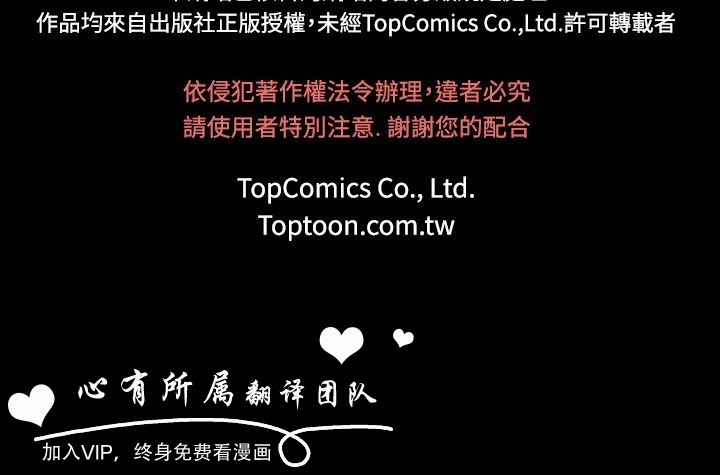 作品均來自出版社正版授權，未經TopComics Co.,Ltd.許可轉載者
依侵犯著作權法令辦理，違者必究
請使用者特別注意. 謝謝您的配合
TopComics Co., Ltd.
Toptoon.com.tw
心有所属翻译团队
加入VIP，终身免费看漫画